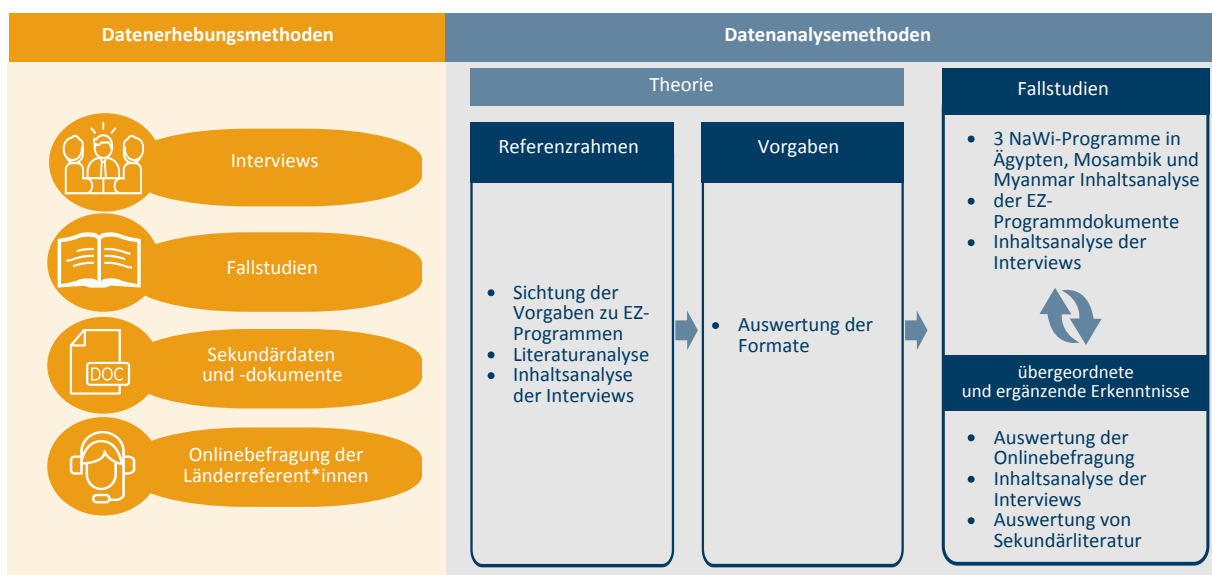 Datenerhebungsmethoden
Datenanalysemethoden
Interviews
Fallstudien
DOC
Sekundärdaten
und -dokumente
Onlinebefragung der
Länderreferent*innen
Theorie
Referenzrahmen
• Sichtung der
Vorgaben zu EZ-
Programmen
• Literaturanalyse
• Inhaltsanalyse
der Interviews
Vorgaben
• Auswertung der
Formate
Fallstudien
• 3 NaWi-Programme in
Ägypten, Mosambik und
Myanmar Inhaltsanalyse
• der EZ-
Programmdokumente
• Inhaltsanalyse der
Interviews
übergeordnete
und ergänzende Erkenntnisse
• Auswertung der
Onlinebefragung
• Inhaltsanalyse der
Interviews
• Auswertung von
Sekundärliteratur